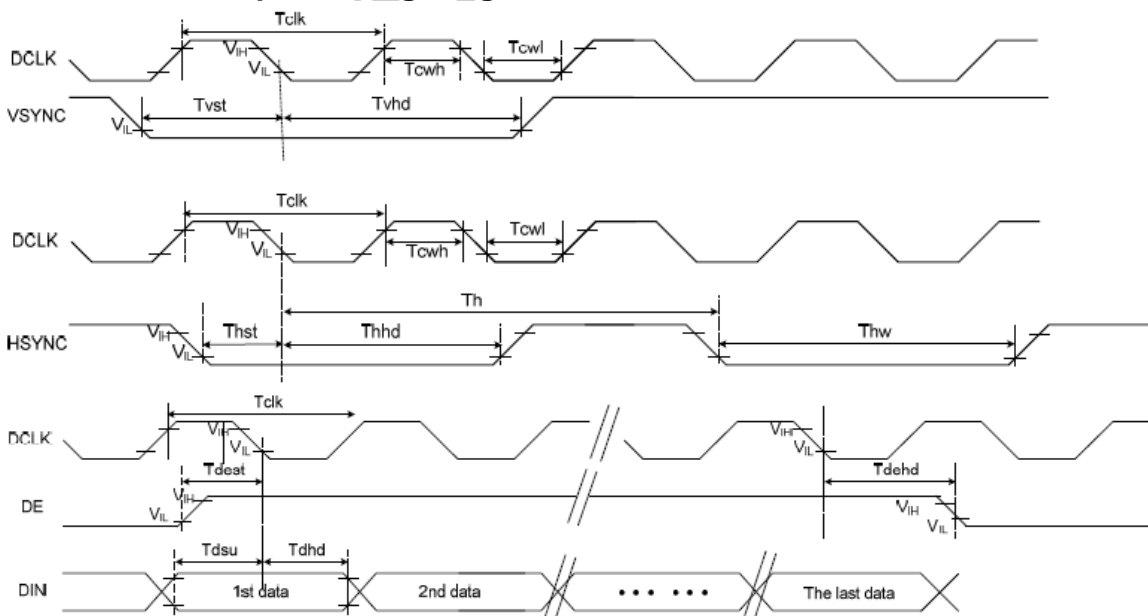 Tclk
DCLK VIH VIL Tcwh Tcwl
VSYNC VIL Tvst Tvhd
Tclk
DCLK VIH VIL Tcwh Tcwl
Th
HSYNC VIH VIL Thst Thhd Thw
Tclk
DCLK VIH VIL VIH VIL
Tdest Tdehd
DE VIH VIL VIH VIL
Tdsu Tdhd
DIN 1st data 2nd data • • • • • • The last data